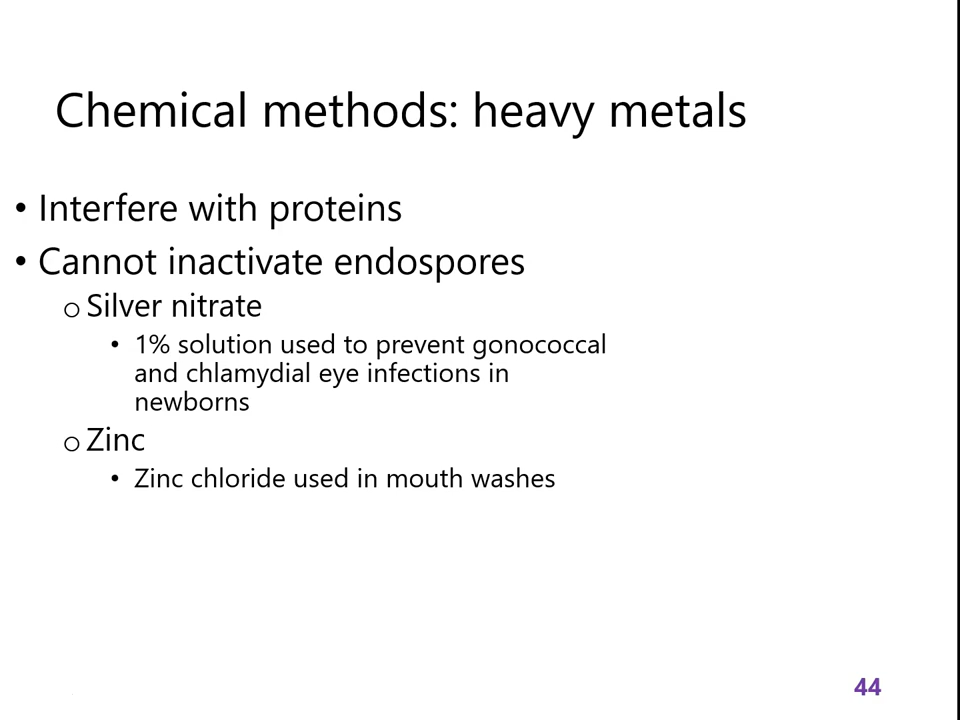 Chemical methods: heavy metals
• Interfere with proteins
• Cannot inactivate endospores
o Silver nitrate
• 1% solution used to prevent gonococcal
and chlamydial eye infections in
newborns
o Zinc
• Zinc chloride used in mouth washes
44